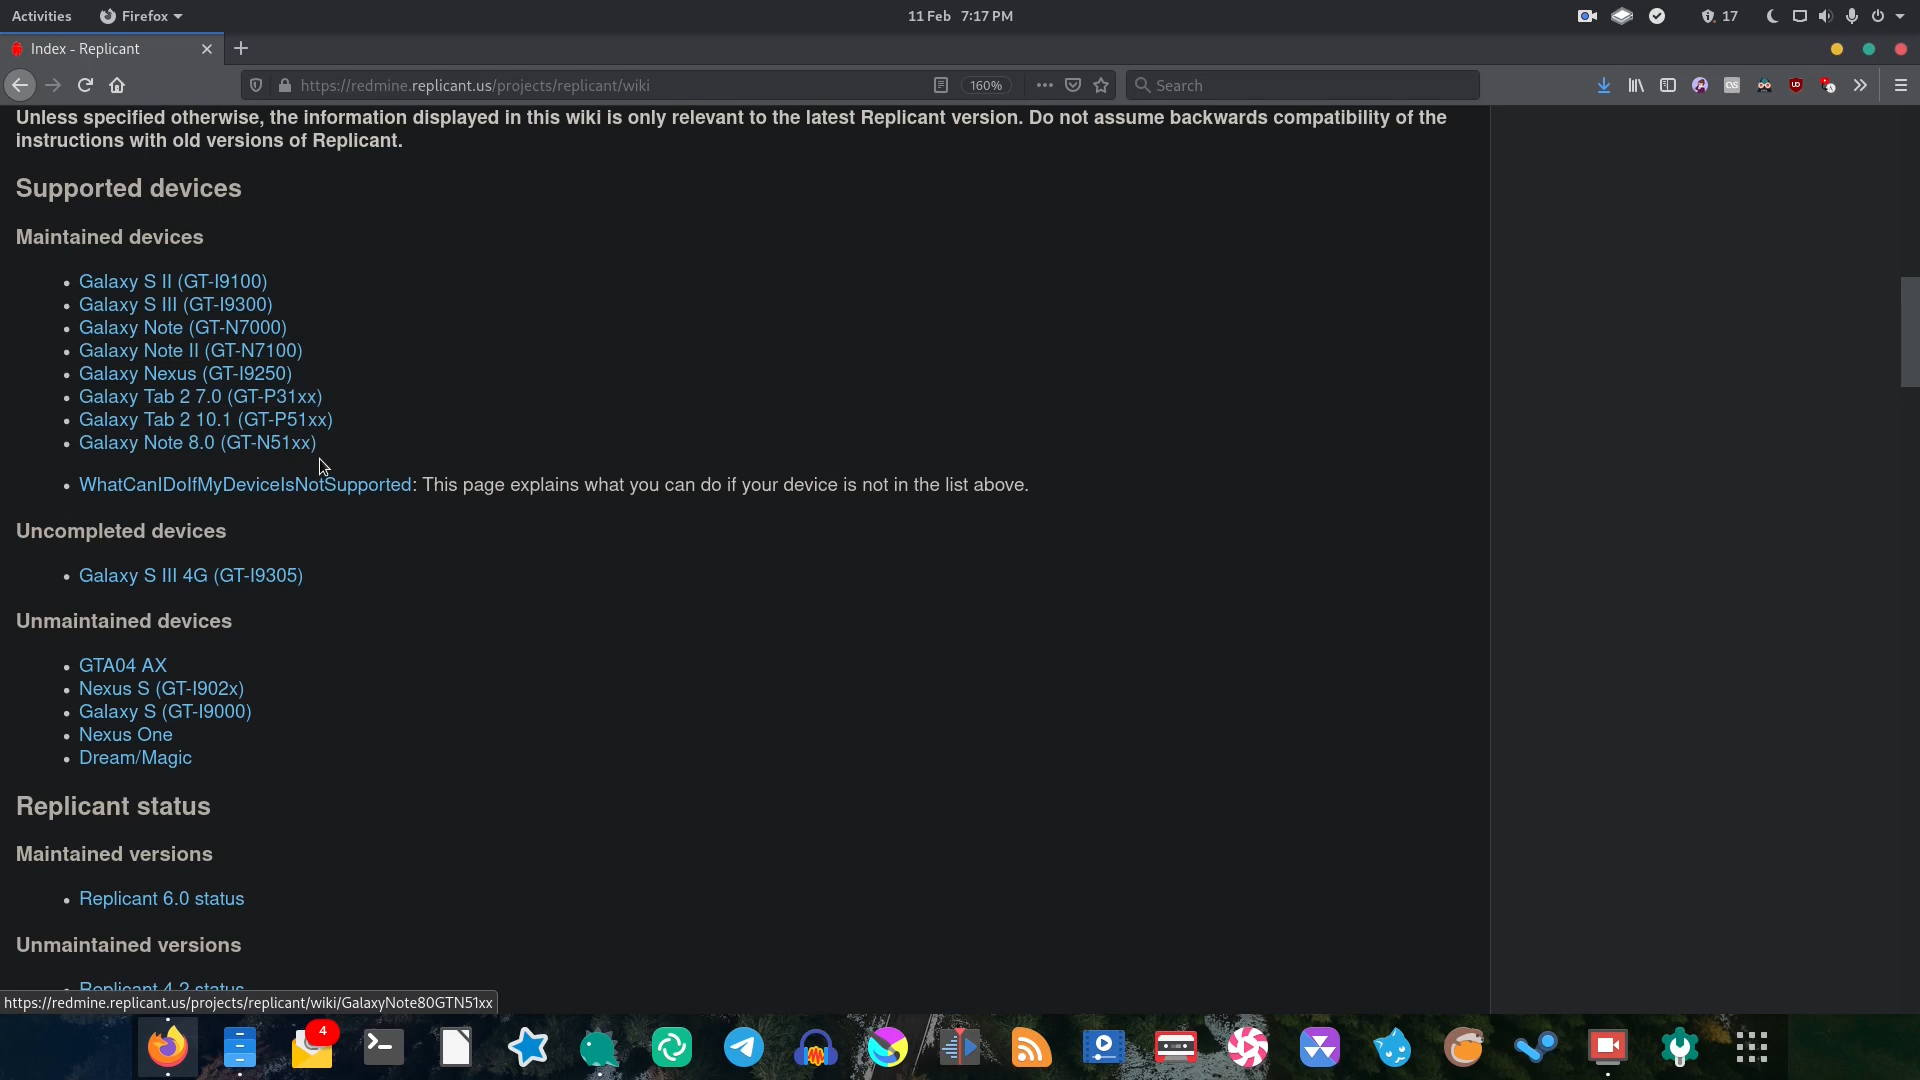 Activities
Firefox
11 Feb 7:17 PM
17
Index - Replicant
https://redmine.replicant.us/projects/replicant/wiki
160%
Search
Unless specified otherwise, the information displayed in this wiki is only relevant to the latest Replicant version. Do not assume backwards compatibility of the
instructions with old versions of Replicant.
Supported devices
Maintained devices
Galaxy S II (GT-I9100)
Galaxy S III (GT-I9300)
Galaxy Note (GT-N7000)
Galaxy Note II (GT-N7100)
Galaxy Nexus (GT-I9250)
Galaxy Tab 2 7.0 (GT-P31xx)
Galaxy Tab 2 10.1 (GT-P51xx)
Galaxy Note 8.0 (GT-N51xx)
WhatCanIDoIfMyDeviceIsNotSupported: This page explains what you can do if your device is not in the list above.
Uncompleted devices
Galaxy S III 4G (GT-I9305)
Unmaintained devices
GTA04 AX
Nexus S (GT-I902x)
Galaxy S (GT-I9000)
Nexus One
Dream/Magic
Replicant status
Maintained versions
Replicant 6.0 status
Unmaintained versions
Replicant 4.2 status
https://redmine.replicant.us/projects/replicant/wiki/GalaxyNote80GTN51xx
4